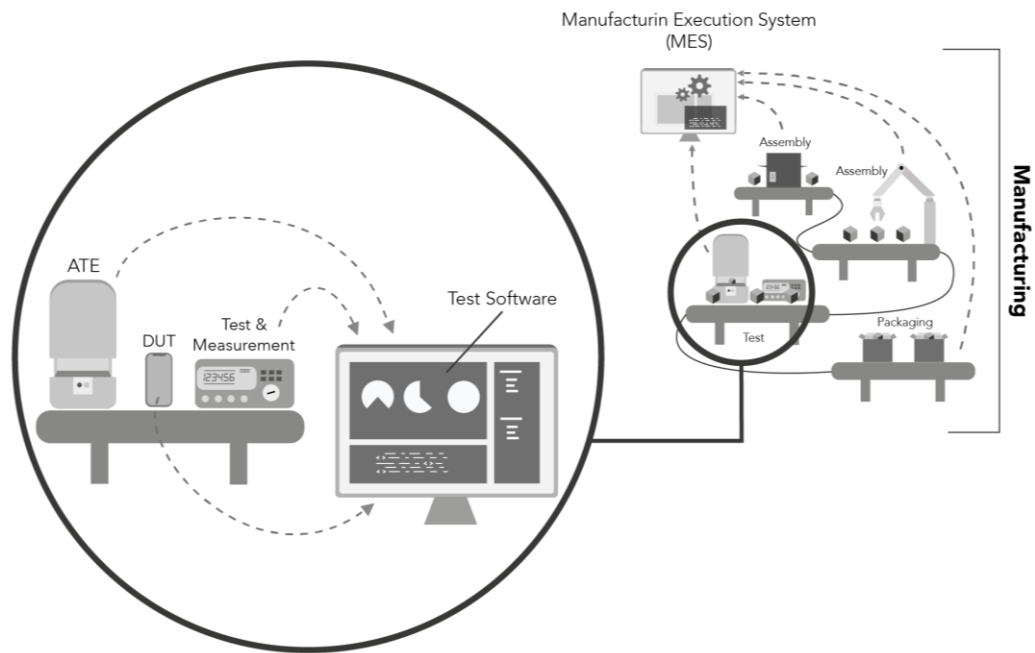 Manufacturin Execution System
(MES)
Assembly
Assembly
Manufacturing
ATE
DUT
Test &
Measurement
123456
Test Software
Test
Packaging